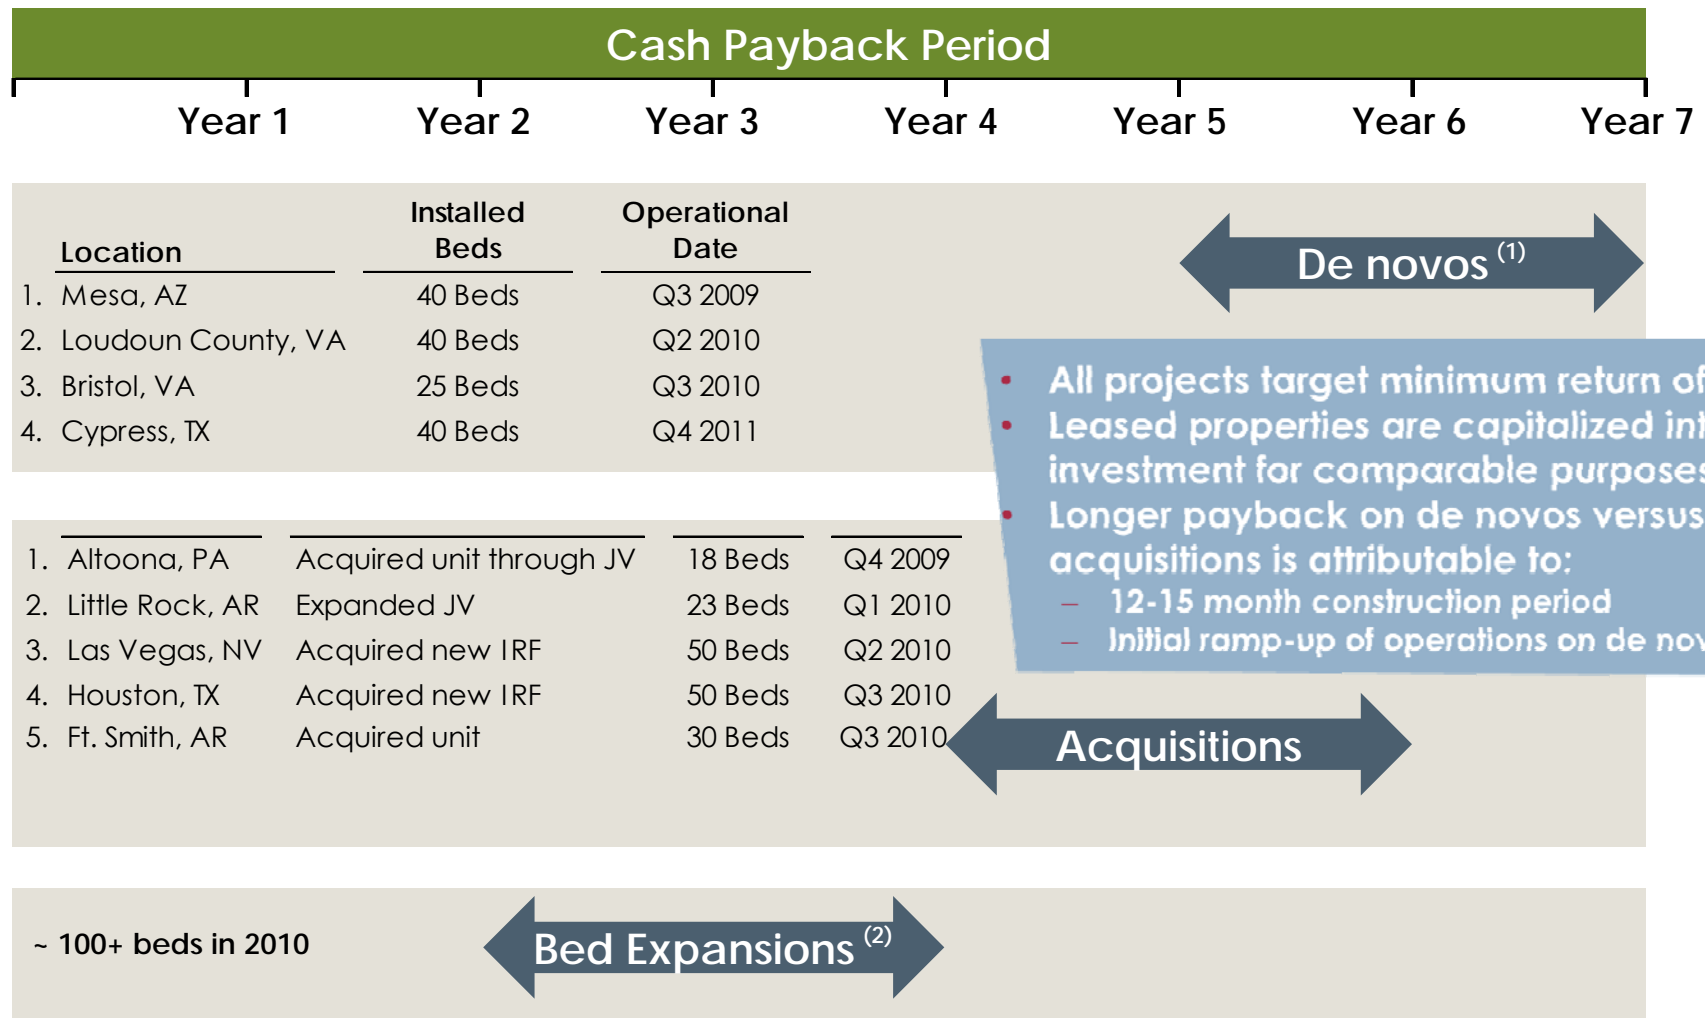 Cash Payback Period
Year 1 Year 2 Year 3 Year 4 Year 5 Year 6 Year 7
Installed Operational
Location Beds Date
1. Mesa, AZ 40 Beds Q3 2009
2. Loudoun County, VA 40 Beds Q2 2010
3. Bristol, VA 25 Beds Q3 2010
4. Cypress, TX 40 Beds Q4 2011
De novos (1)
• All projects target minimum return of
• Leased properties are capitalized
investment for comparable purposes
• Longer payback on de novos versus
acquisitions is attributable to:
– 12-15 month construction period
– Initial ramp-up of operations on de
1. Altoona, PA Acquired unit through JV 18 Beds Q4 2009
2. Little Rock, AR Expanded JV 23 Beds Q1 2010
3. Las Vegas, NV Acquired new IRF 50 Beds Q2 2010
4. Houston, TX Acquired new IRF 50 Beds Q3 2010
5. Ft. Smith, AR Acquired unit 30 Beds Q3 2010
Acquisitions
~ 100+ beds in 2010
Bed Expansions (2)